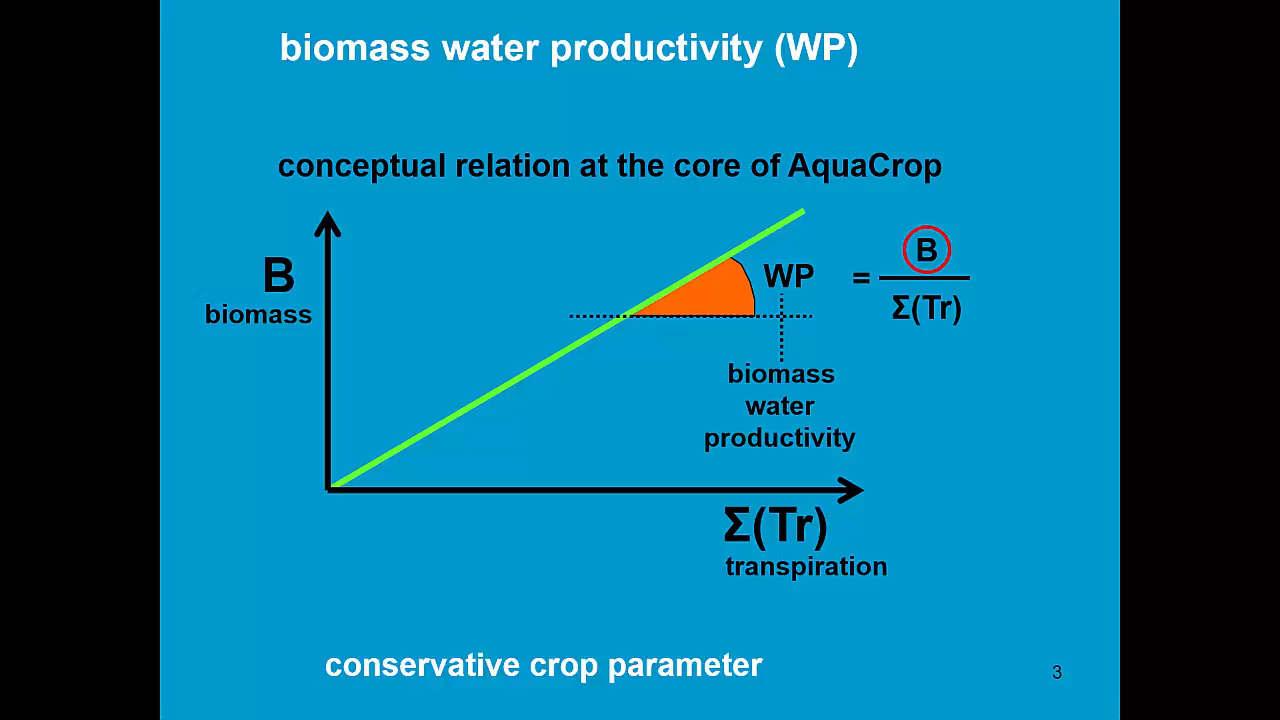 biomass water productivity (WP)
conceptual relation at the core of AquaCrop
B
biomass
WP = B
Σ(Tr)
biomass
water
productivity
Σ(Tr)
transpiration
conservative crop parameter
3